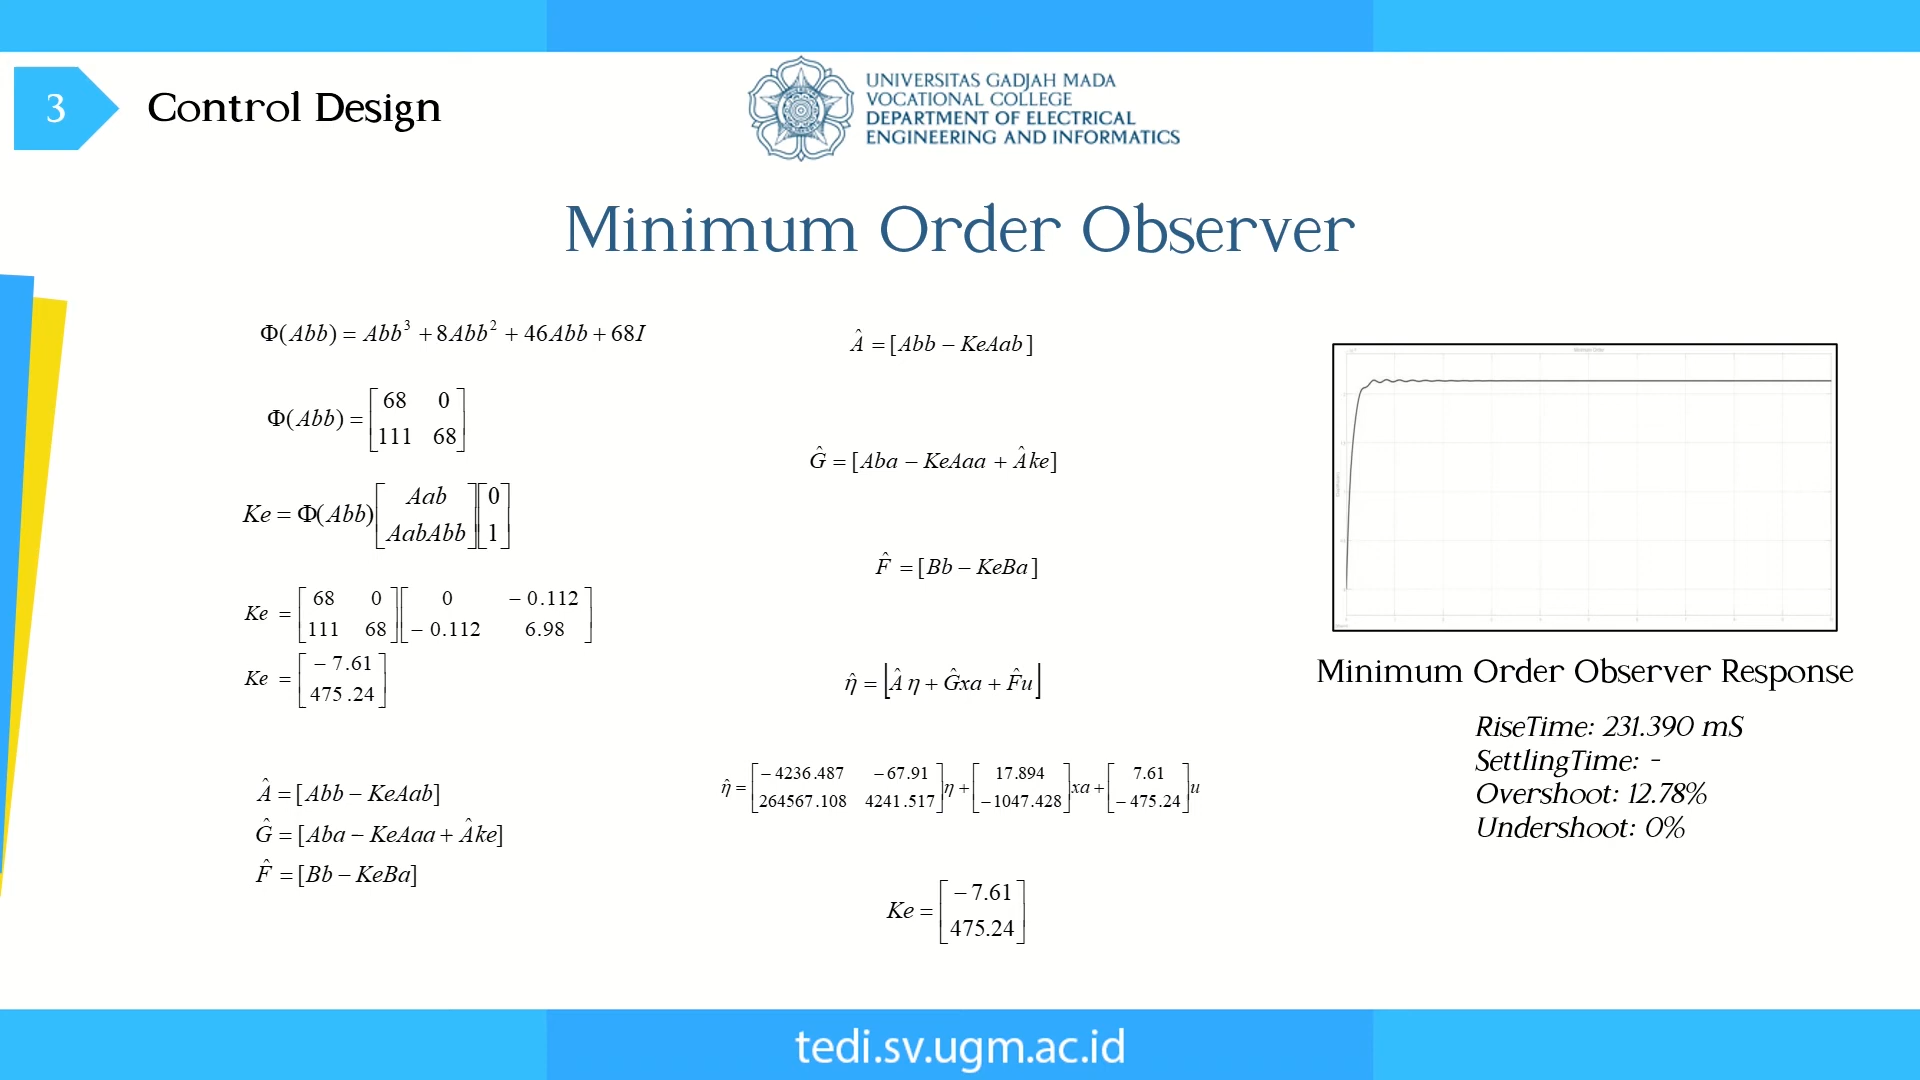 3
Control Design
UNIVERSITAS GADJAH MADA
VOCATIONAL COLLEGE
DEPARTMENT OF ELECTRICAL
ENGINEERING AND INFORMATICS
Minimum Order Observer
Φ(Abb) = Abb³ + 8Abb² + 46Abb + 68I
Φ(Abb) = [68 0; 111 68]
Ke = Φ(Abb)[Aab; AabAbb][0; 1]
Ke = [68 0; 111 68][0 −0.112; −0.112 6.98]
Ke = [−7.61; 475.24]
Â = [Abb − KeAab]
Ĝ = [Aba − KeAaa + Âke]
F̂ = [Bb − KeBa]
Â = [Abb − KeAab]
Ĝ = [Aba − KeAaa + Âke]
F̂ = [Bb − KeBa]
η̂ = ⌊Âη + Ĝxa + F̂u⌋
η̂ = [−4236.487 −67.91; 264567.108 4241.517]η + [17.894; −1047.428]xa + [7.61; −475.24]u
Ke = [−7.61; 475.24]
Minimum Order
Minimum Order Observer Response
RiseTime: 231.390 mS
SettlingTime: -
Overshoot: 12.78%
Undershoot: 0%
tedi.sv.ugm.ac.id